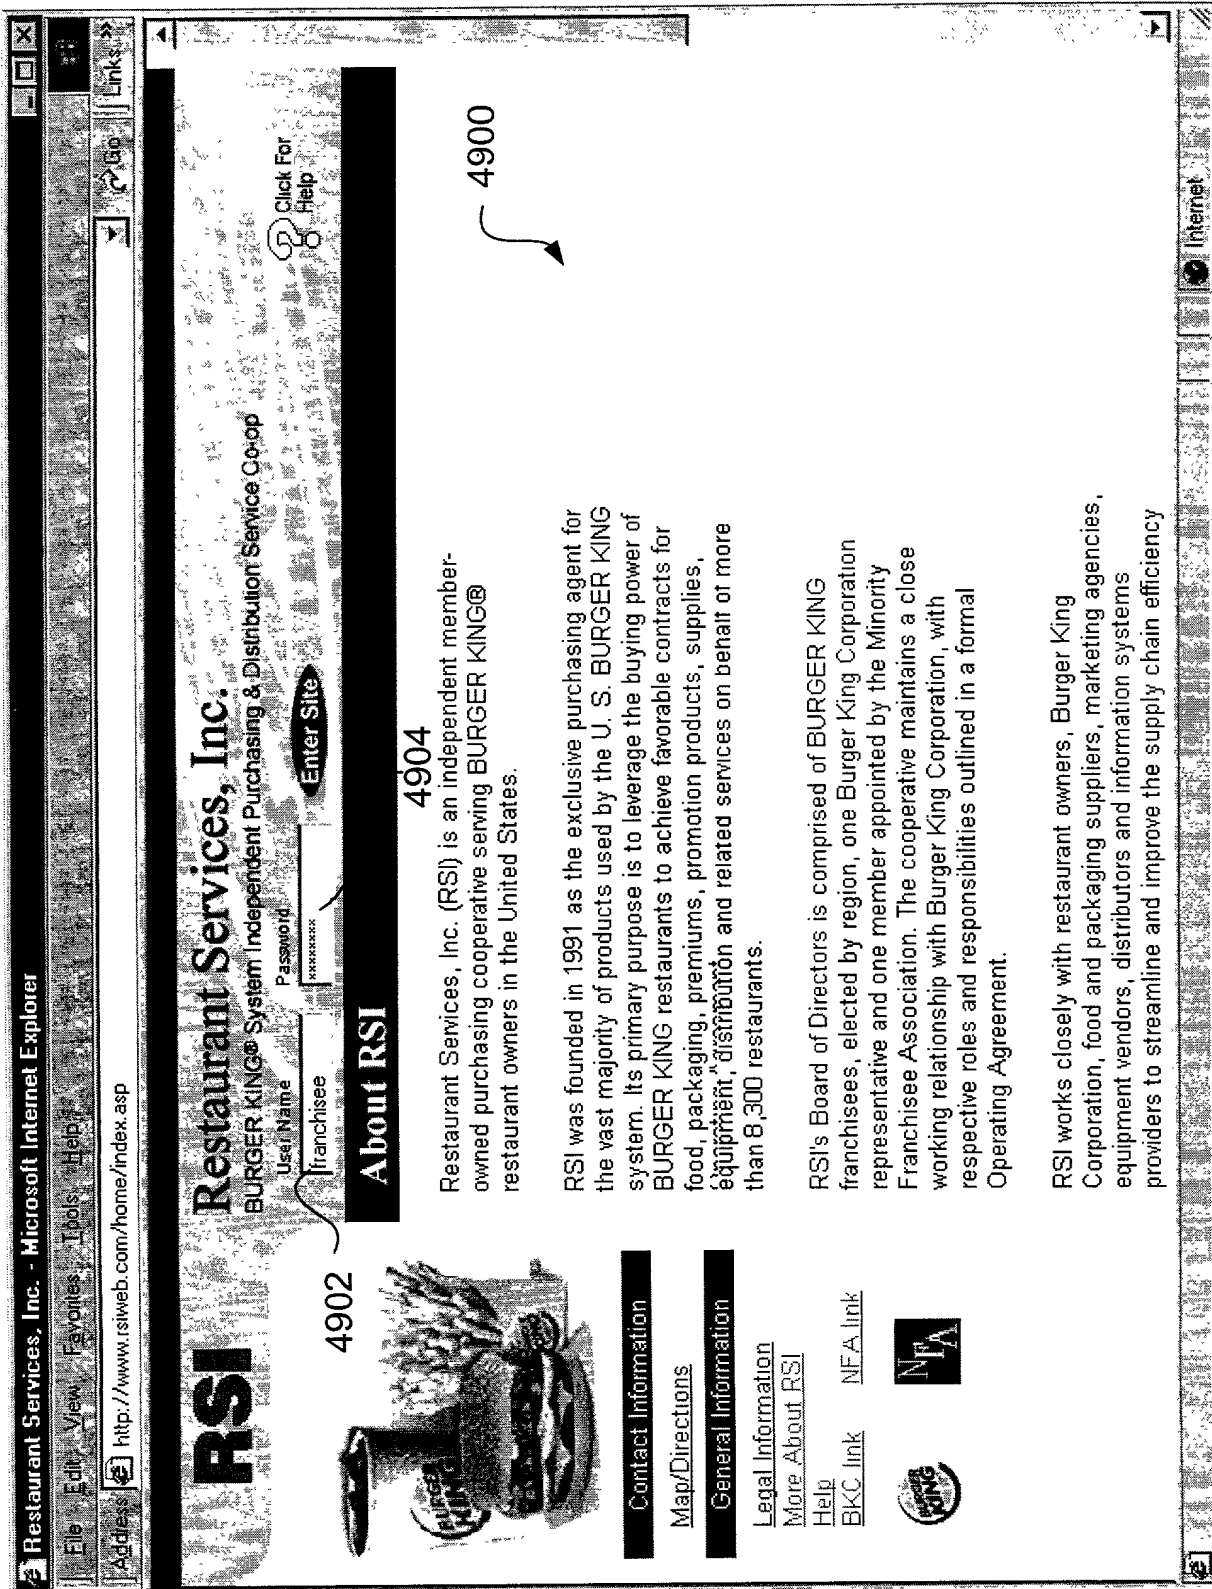 Restaurant Services, Inc. - Microsoft Internet Explorer
File Edit View Favorites Tools Help
Address http://www.rsiweb.com/home/index.asp Go Links »
RSI
Restaurant Services, Inc.
BURGER KING® System Independent Purchasing & Distribution Service Co-op
User Name Password
franchisee ********* Enter Site Click For Help
4902
4904
4900
About RSI
BURGER KING
Contact Information
Map/Directions
General Information
Legal Information
More About RSI
Help
BKC link NFA link
BURGER KING NFA
Restaurant Services, Inc. (RSI) is an independent member-
owned purchasing cooperative serving BURGER KING®
restaurant owners in the United States.
RSI was founded in 1991 as the exclusive purchasing agent for
the vast majority of products used by the U. S. BURGER KING
system. Its primary purpose is to leverage the buying power of
BURGER KING restaurants to achieve favorable contracts for
food, packaging, premiums, promotion products, supplies,
equipment, distribution and related services on behalf of more
than 8,300 restaurants.
RSI's Board of Directors is comprised of BURGER KING
franchisees, elected by region, one Burger King Corporation
representative and one member appointed by the Minority
Franchisee Association. The cooperative maintains a close
working relationship with Burger King Corporation, with
respective roles and responsibilities outlined in a formal
Operating Agreement.
RSI works closely with restaurant owners, Burger King
Corporation, food and packaging suppliers, marketing agencies,
equipment vendors, distributors and information systems
providers to streamline and improve the supply chain efficiency
Internet